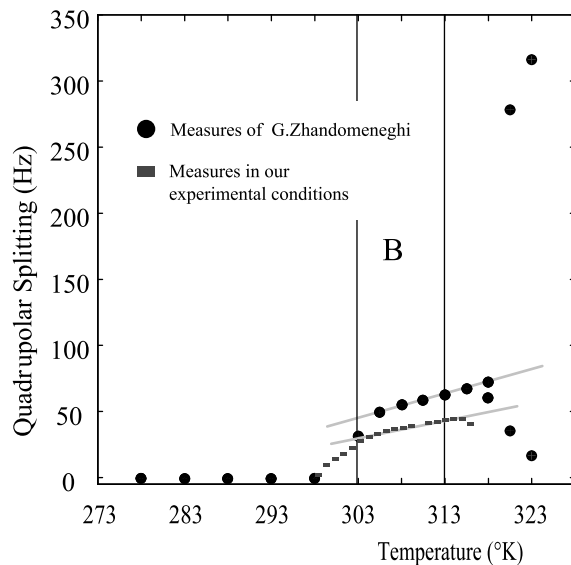 350
300
250
200
150
100
50
0
Quadrupolar Splitting (Hz)
Measures of G.Zhandomeneghi
Measures in our
experimental conditions
B
273 283 293 303 313 323
Temperature (°K)